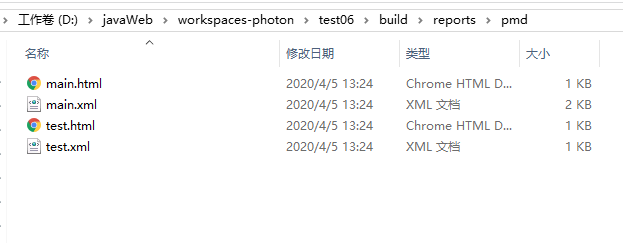 工作卷 (D:) > javaWeb > workspaces-photon > test06 > build > reports > pmd
名称 修改日期 类型 大小
main.html 2020/4/5 13:24 Chrome HTML D... 1 KB
main.xml 2020/4/5 13:24 XML 文档 2 KB
test.html 2020/4/5 13:24 Chrome HTML D... 1 KB
test.xml 2020/4/5 13:24 XML 文档 1 KB